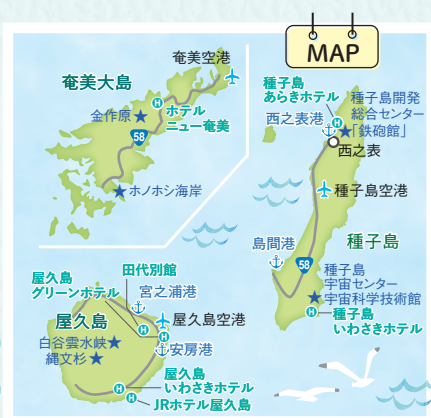 MAP
奄美大島
奄美空港
金作原
ホテル
ニュー奄美
58
ホノホシ海岸
種子島
あらきホテル
西之表港
種子島開発
総合センター
「鉄砲館」
西之表
種子島空港
島間港
58
種子島
種子島
宇宙センター
宇宙科学技術館
種子島
いわさきホテル
田代別館
屋久島
グリーンホテル
宮之浦港
屋久島
屋久島空港
白谷雲水峡
縄文杉
安房港
屋久島
いわさきホテル
JRホテル屋久島